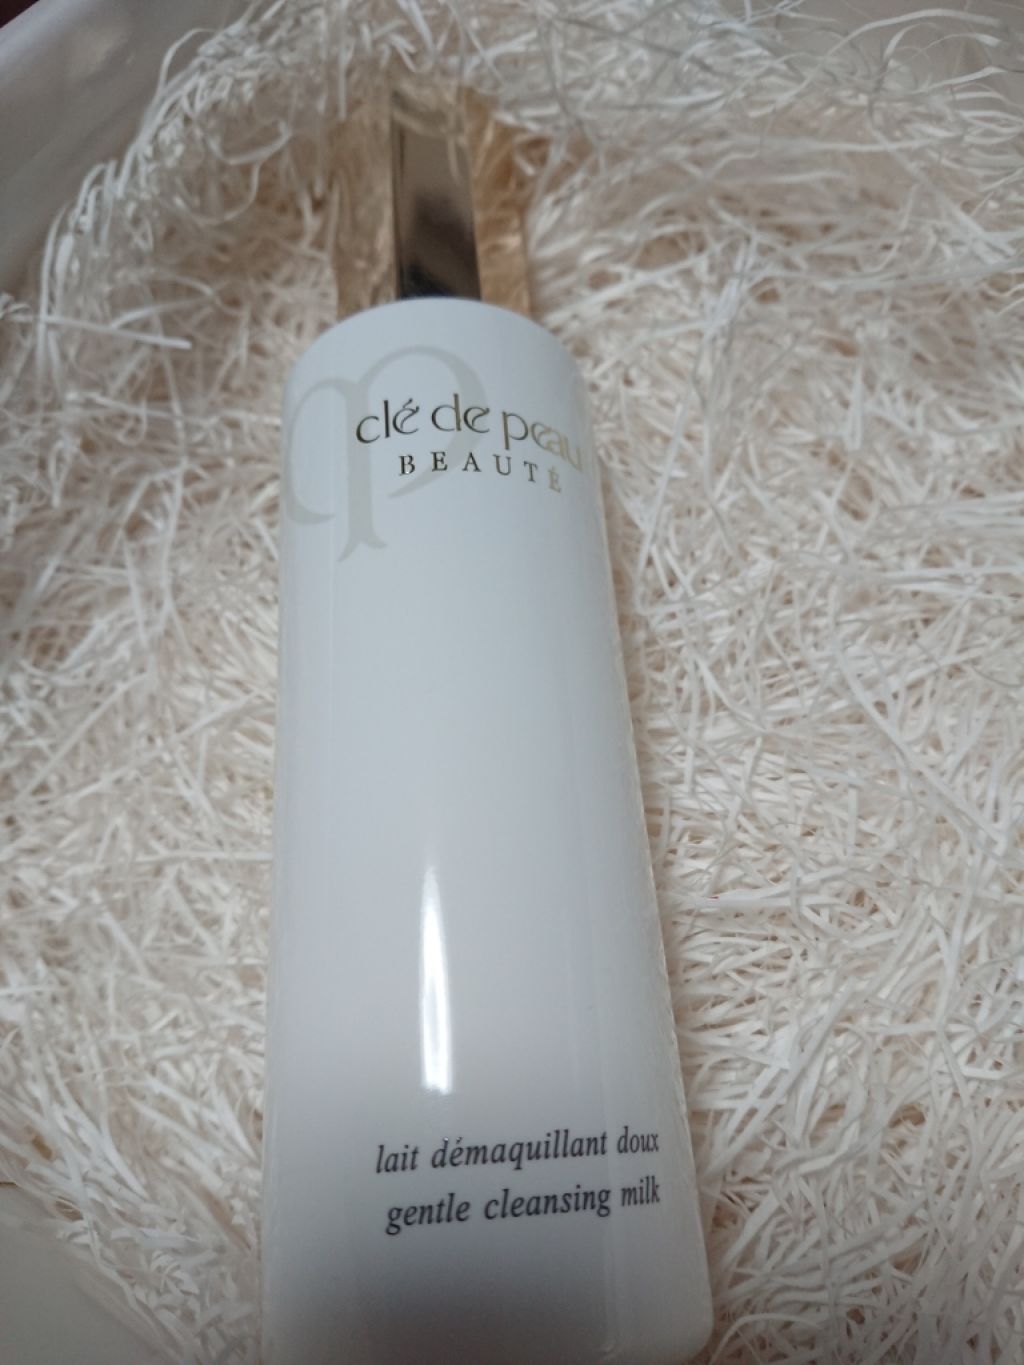 clé de peau
BEAUTÉ
lait démaquillant doux
gentle cleansing milk